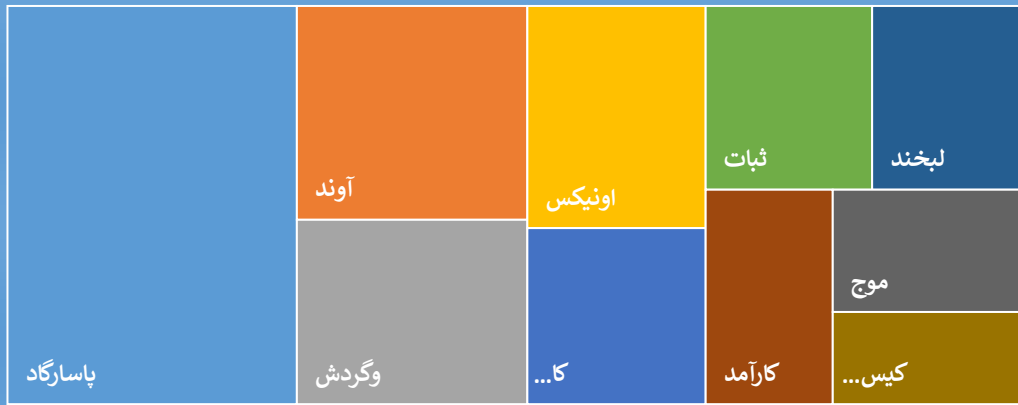 پاسارگاد
آوند
وگردش
اونیکس
کا...
ثبات
لبخند
کارآمد
موج
کیس...